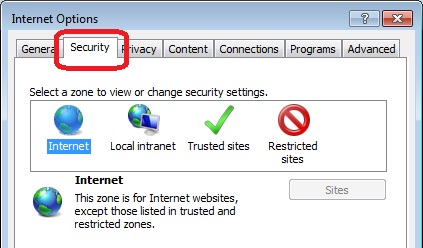 Internet Options
General Security Privacy Content Connections Programs Advanced
Select a zone to view or change security settings.
Internet Local intranet Trusted sites Restricted
sites
Internet
Sites
This zone is for Internet websites,
except those listed in trusted and
restricted zones.